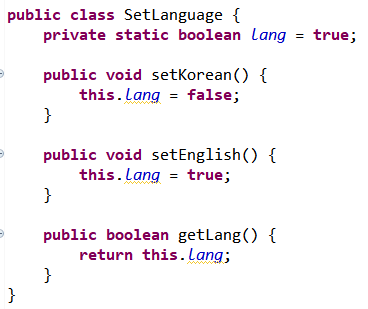 public class SetLanguage {
    private static boolean lang = true;
    public void setKorean() {
        this.lang = false;
    }
    public void setEnglish() {
        this.lang = true;
    }
    public boolean getLang() {
        return this.lang;
    }
}